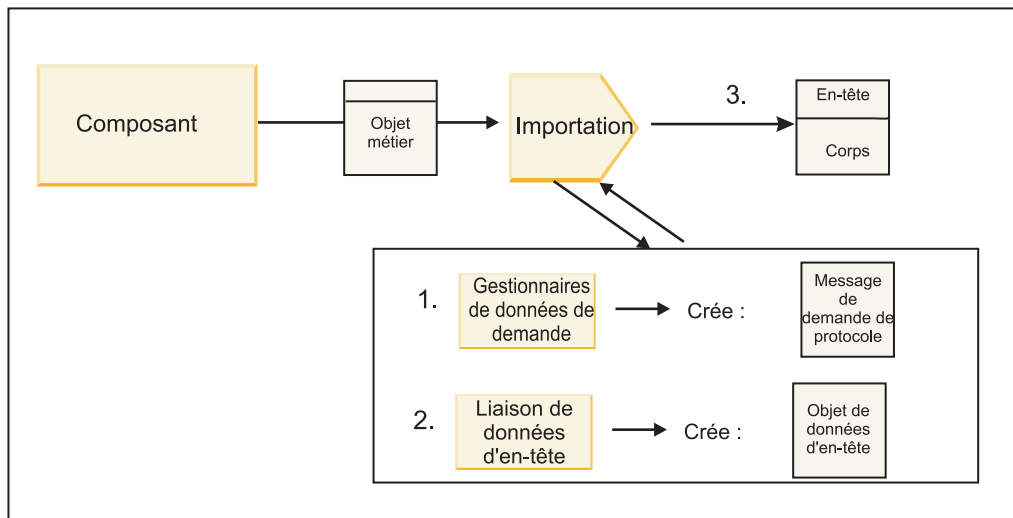 Composant
Objet
métier
Importation
3.
En-tête
Corps
1.
Gestionnaires
de données de
demande
Crée :
Message
de
demande de
protocole
2.
Liaison de
données
d'en-tête
Crée :
Objet de
données
d'en-tête